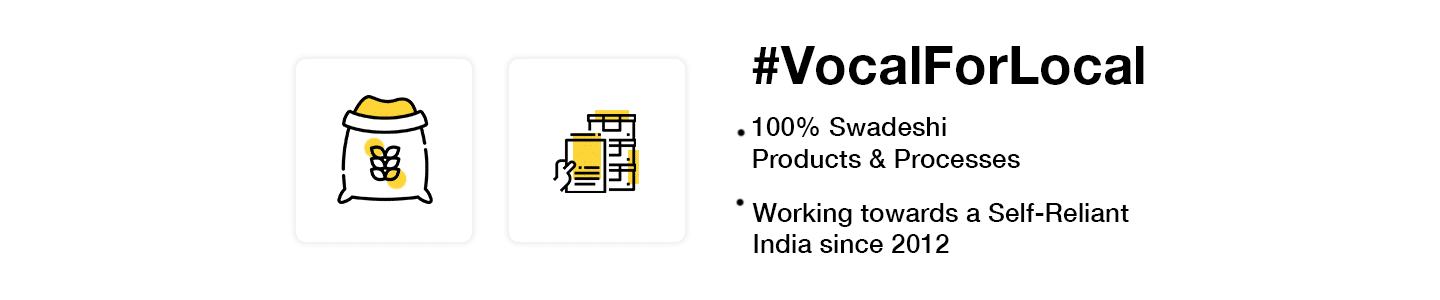 #VocalForLocal
• 100% Swadeshi
Products & Processes
• Working towards a Self-Reliant
India since 2012